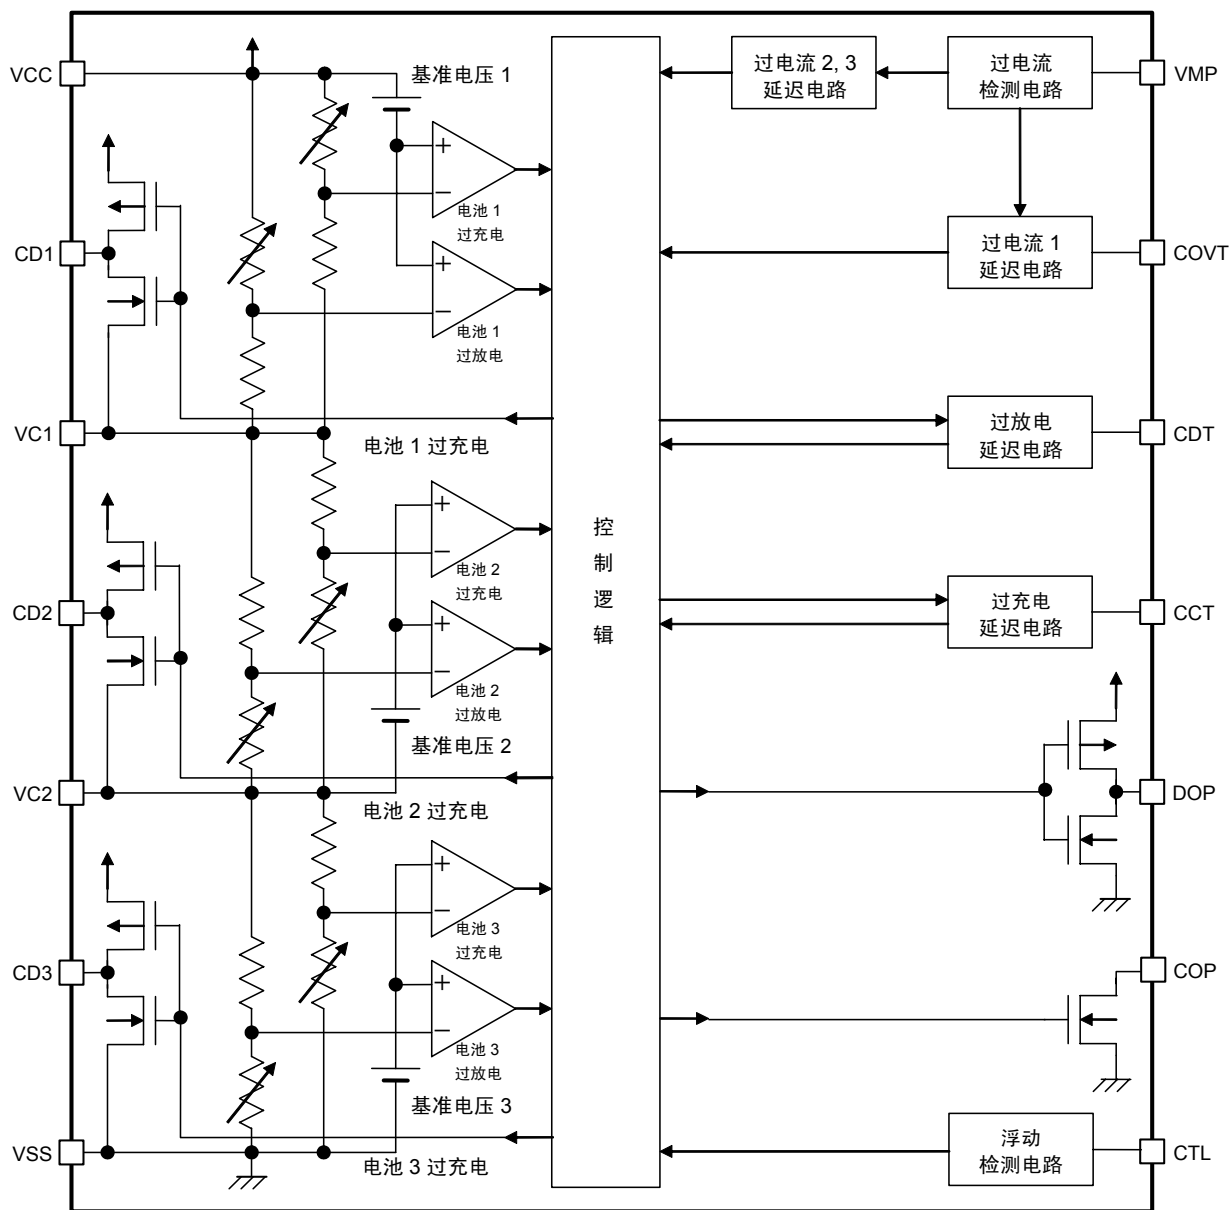 VCC
基准电压 1
过电流 2, 3
延迟电路
过电流
检测电路
VMP
+
−
电池 1
过充电
CD1
+
−
电池 1
过放电
过电流 1
延迟电路
COVT
VC1
电池 1 过充电
过放电
延迟电路
CDT
+
−
电池 2
过充电
控
制
逻
辑
CD2
+
−
电池 2
过放电
过充电
延迟电路
CCT
基准电压 2
VC2
电池 2 过充电
DOP
+
−
电池 3
过充电
CD3
+
−
电池 3
过放电
COP
基准电压 3
VSS
电池 3 过充电
浮动
检测电路
CTL